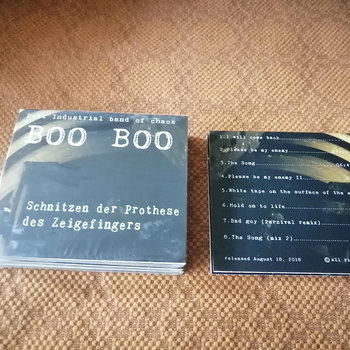 Industrial band of chaos
BOO BOO
Schnitzen der Prothese
des Zeigefingers
1.I will come back
2.Please be my enemy
3.The Song
4.Please be my enemy II
5.White tape on the surface of the
6.Hold on to life
7.Bad guy (Percival remix)
8.The Song (mix 2)
released August 18, 2018
© all